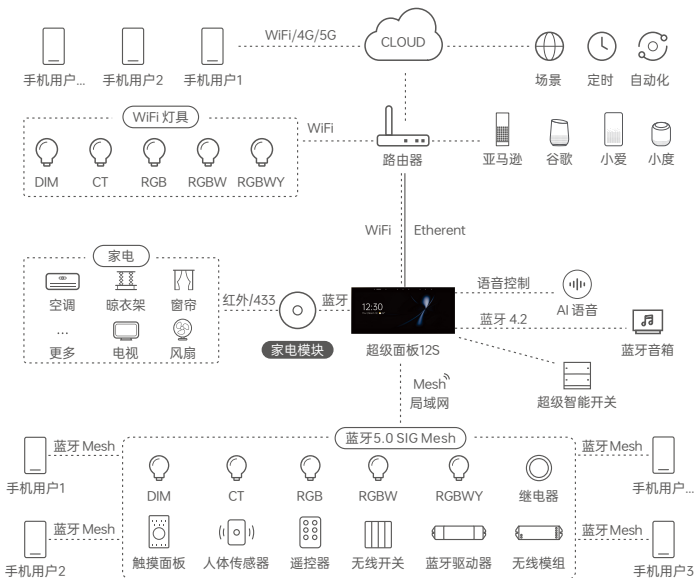 WiFi/4G/5G
CLOUD
手机用户...
手机用户2
手机用户1
场景
定时
自动化
WiFi 灯具
WiFi
DIM
CT
RGB
RGBW
RGBWY
路由器
亚马逊
谷歌
小爱
小度
WiFi
Etherent
家电
空调
晾衣架
窗帘
...
更多
电视
风扇
红外/433
蓝牙
家电模块
12:30
超级面板12S
语音控制
AI 语音
蓝牙 4.2
蓝牙音箱
超级智能开关
Mesh
局域网
蓝牙5.0 SIG Mesh
蓝牙 Mesh
手机用户1
蓝牙 Mesh
手机用户...
DIM
CT
RGB
RGBW
RGBWY
继电器
蓝牙 Mesh
手机用户2
触摸面板
人体传感器
遥控器
无线开关
蓝牙驱动器
无线模组
蓝牙 Mesh
手机用户3